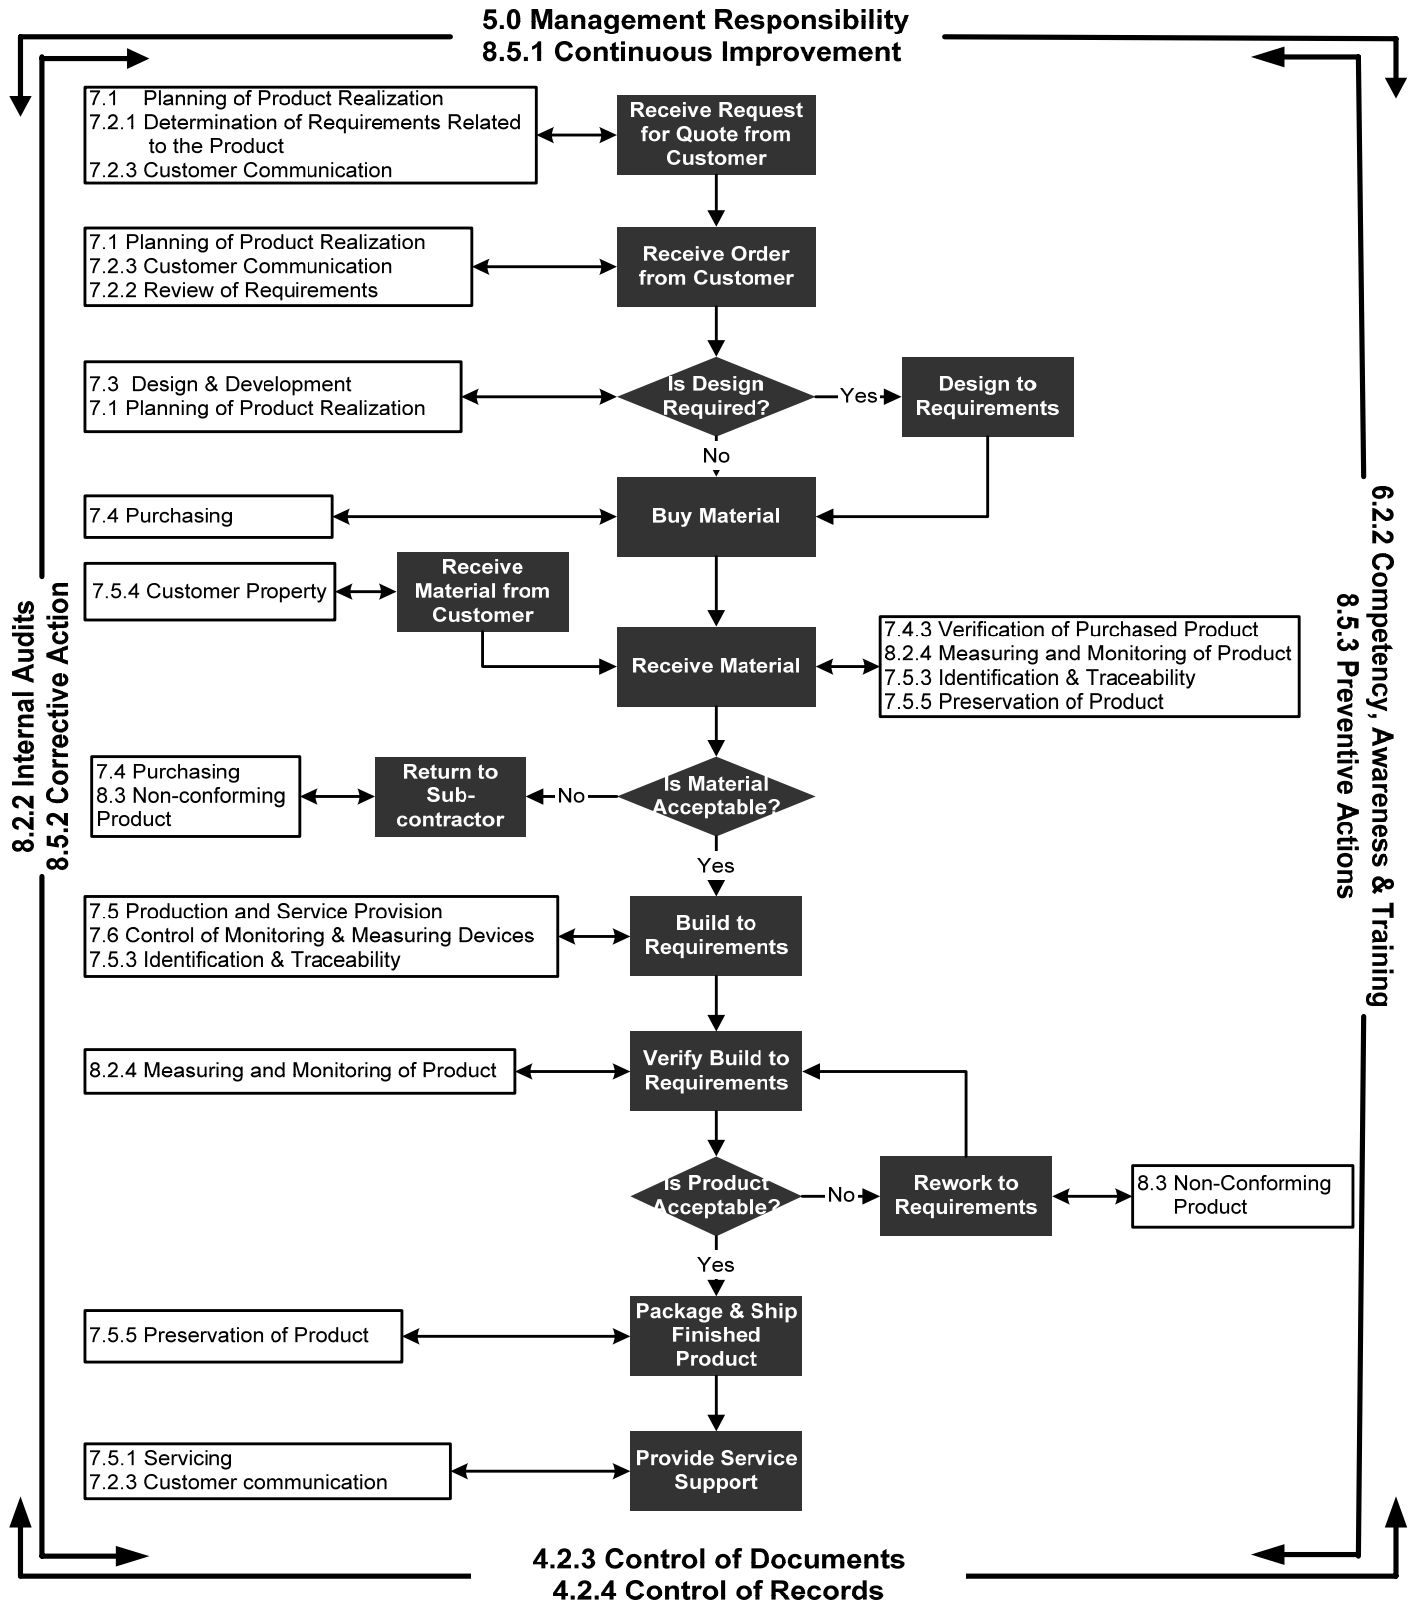 5.0 Management Responsibility
8.5.1 Continuous Improvement
7.1 Planning of Product Realization
7.2.1 Determination of Requirements Related
to the Product
7.2.3 Customer Communication
Receive Request
for Quote from
Customer
7.1 Planning of Product Realization
7.2.3 Customer Communication
7.2.2 Review of Requirements
Receive Order
from Customer
7.3 Design & Development
7.1 Planning of Product Realization
Is Design
Required?
Yes
Design to
Requirements
No
7.4 Purchasing
Buy Material
7.5.4 Customer Property
Receive
Material from
Customer
Receive Material
7.4.3 Verification of Purchased Product
8.2.4 Measuring and Monitoring of Product
7.5.3 Identification & Traceability
7.5.5 Preservation of Product
8.2.2 Internal Audits
8.5.2 Corrective Action
6.2.2 Competency, Awareness & Training
8.5.3 Preventive Actions
7.4 Purchasing
8.3 Non-conforming
Product
Return to
Sub-
contractor
No
Is Material
Acceptable?
Yes
7.5 Production and Service Provision
7.6 Control of Monitoring & Measuring Devices
7.5.3 Identification & Traceability
Build to
Requirements
8.2.4 Measuring and Monitoring of Product
Verify Build to
Requirements
Is Product
Acceptable?
No
Rework to
Requirements
8.3 Non-Conforming
Product
Yes
7.5.5 Preservation of Product
Package & Ship
Finished
Product
7.5.1 Servicing
7.2.3 Customer communication
Provide Service
Support
4.2.3 Control of Documents
4.2.4 Control of Records